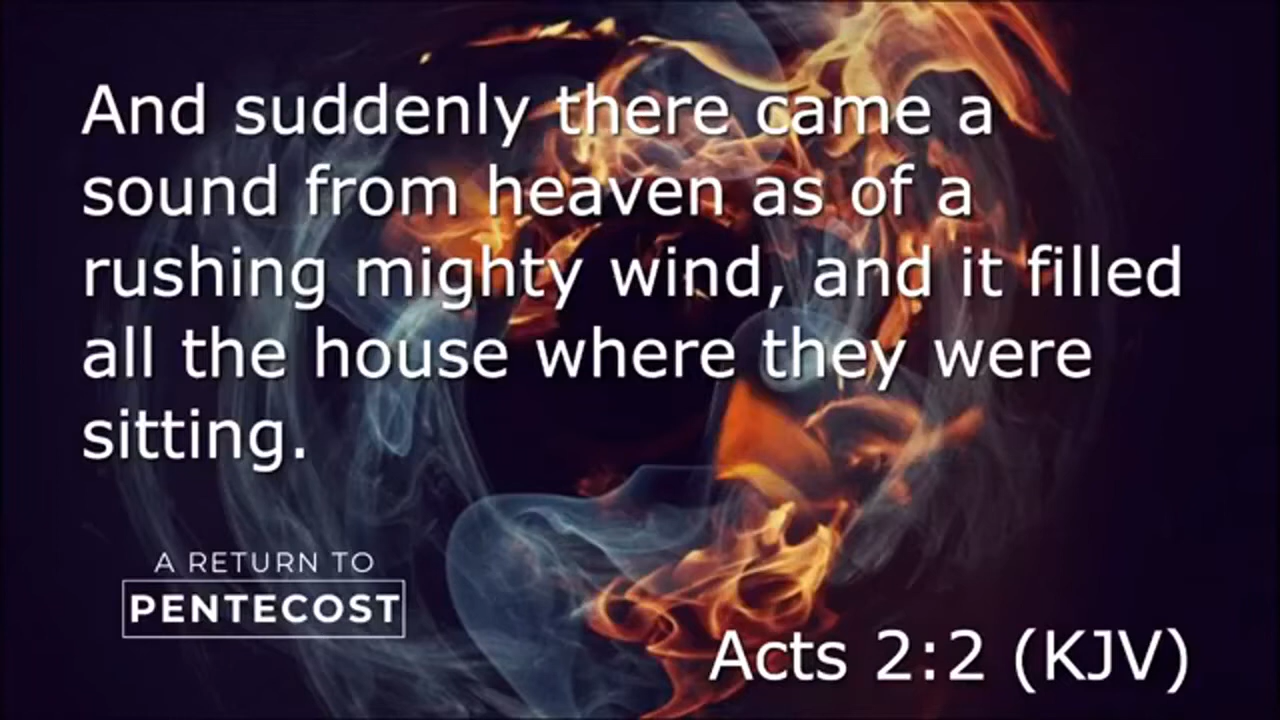 And suddenly there came a
sound from heaven as of a
rushing mighty wind, and it filled
all the house where they were
sitting.
A RETURN TO
PENTECOST
Acts 2:2 (KJV)